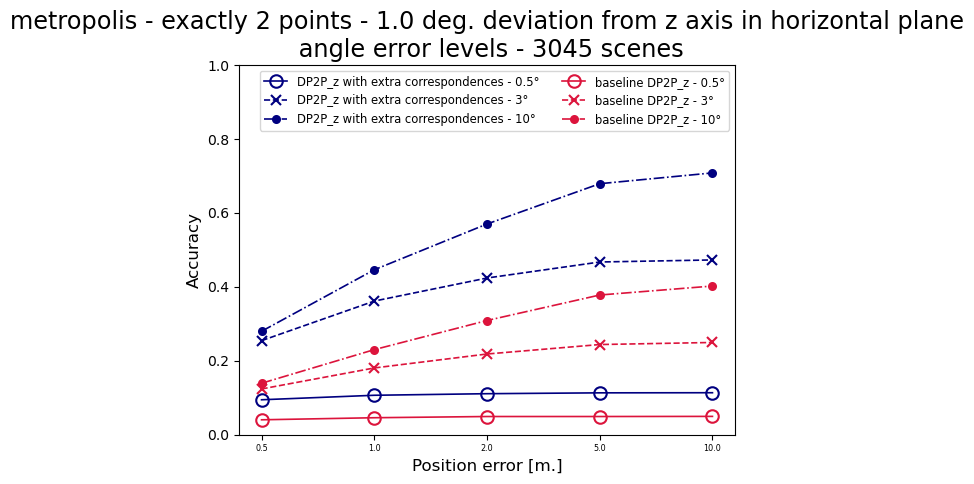 metropolis - exactly 2 points - 1.0 deg. deviation from z axis in horizontal plane
angle error levels - 3045 scenes
DP2P_z with extra correspondences - 0.5°
DP2P_z with extra correspondences - 3°
DP2P_z with extra correspondences - 10°
baseline DP2P_z - 0.5°
baseline DP2P_z - 3°
baseline DP2P_z - 10°
Accuracy
1.0
0.8
0.6
0.4
0.2
0.0
0.5
1.0
2.0
5.0
10.0
Position error [m.]